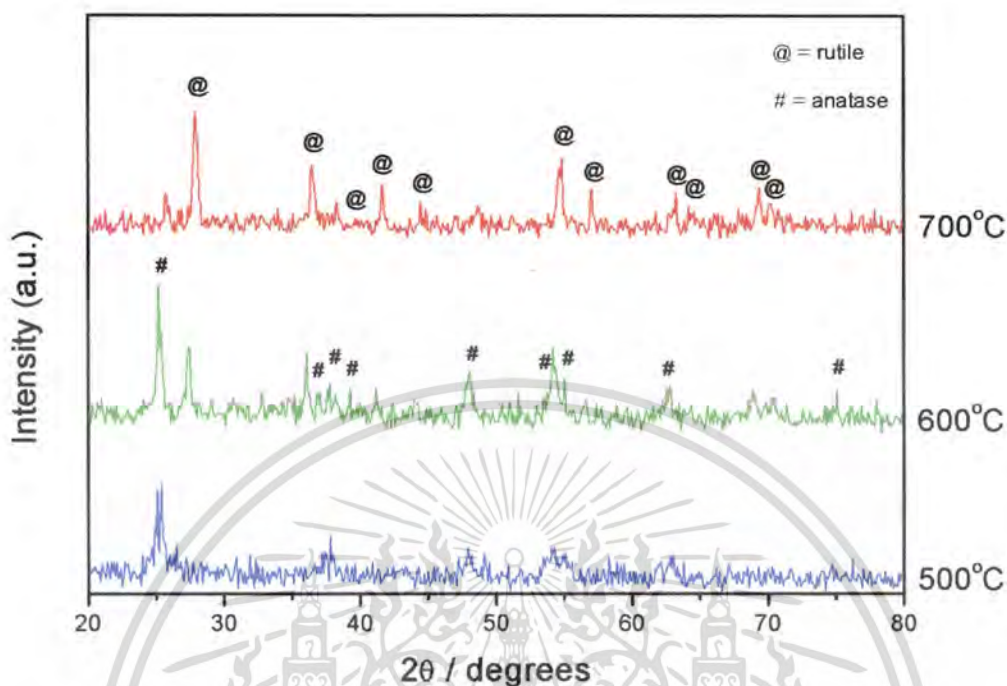 @ = rutile
# = anatase
@
@
@
@
@
@
@
@
@
@
@
700°C
#
#
#
#
#
#
#
#
#
600°C
500°C
Intensity (a.u.)
20 30 40 50 60 70 80
2θ / degrees